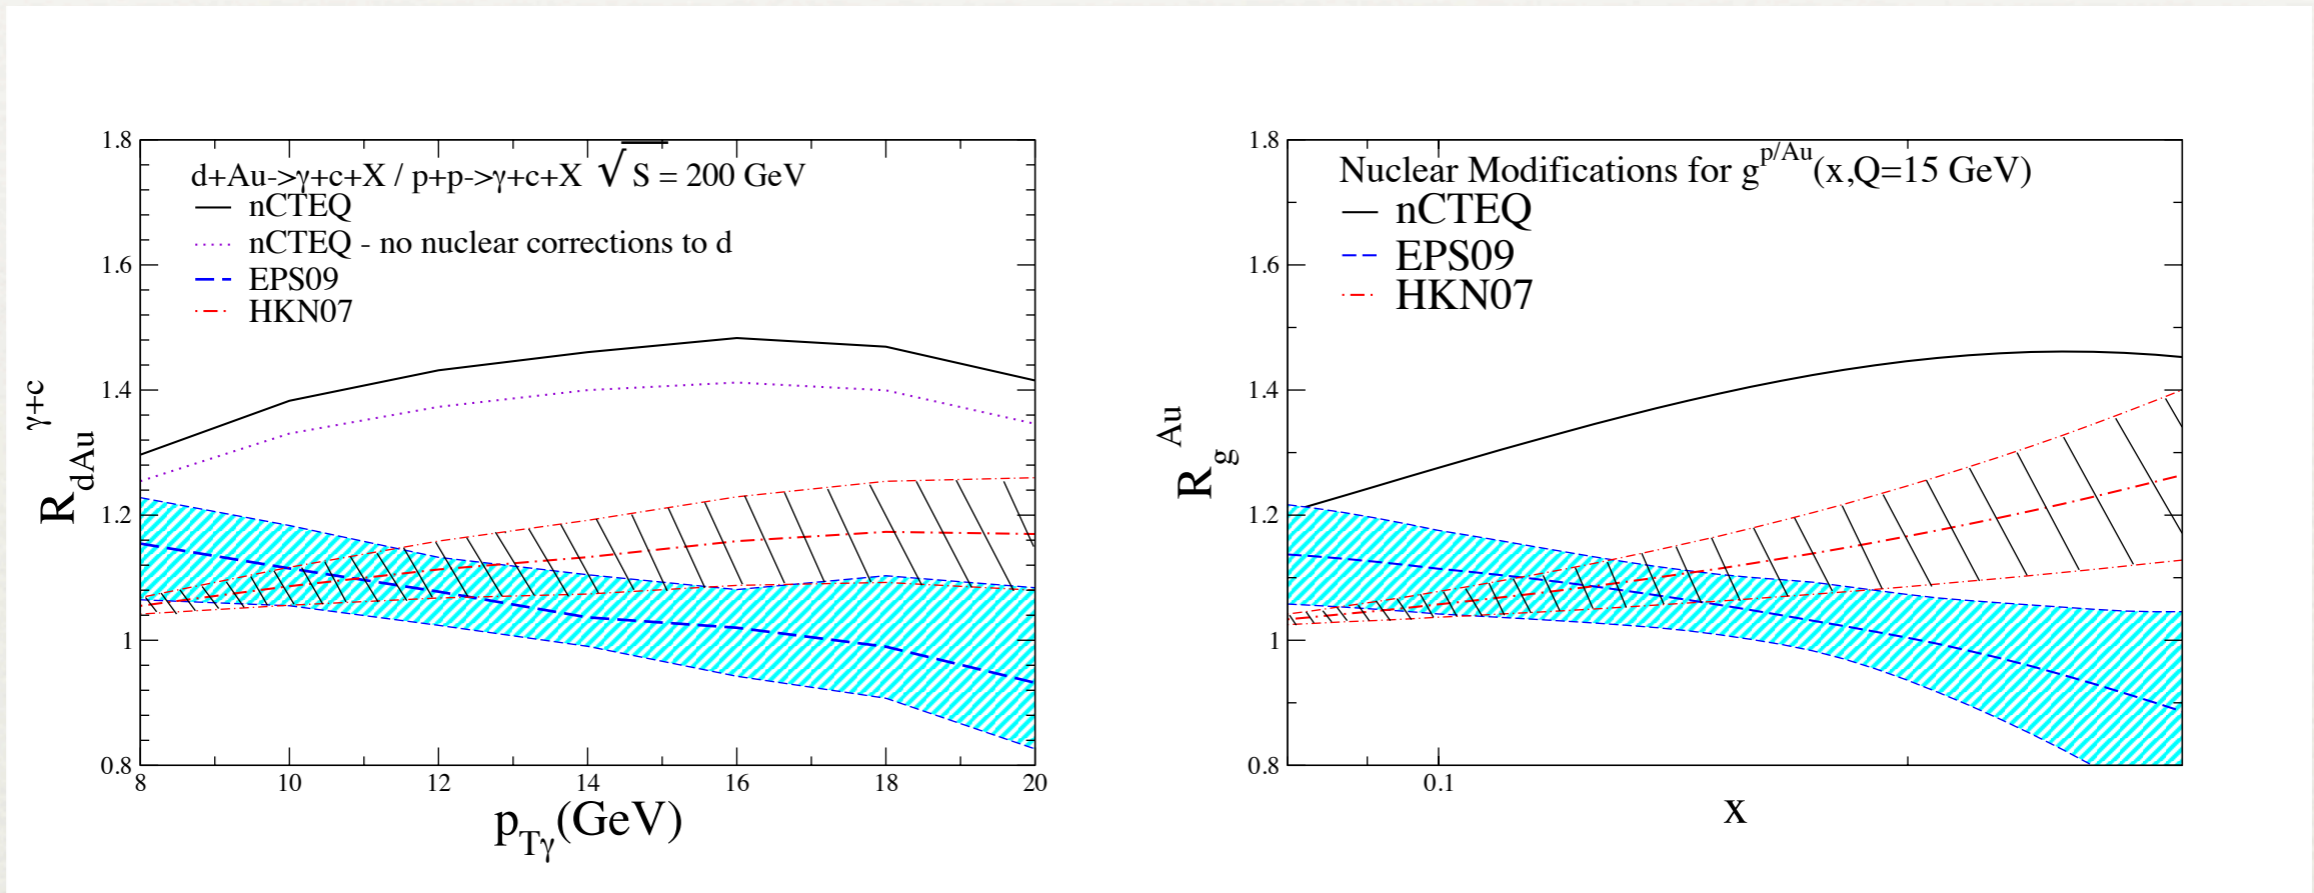 d+Au->γ+c+X / p+p->γ+c+X √S = 200 GeV
nCTEQ
nCTEQ - no nuclear corrections to d
EPS09
HKN07
R_dAu^γ+c
1.8
1.6
1.4
1.2
1
0.8
8 10 12 14 16 18 20
p_Tγ(GeV)
Nuclear Modifications for g^p/Au(x,Q=15 GeV)
nCTEQ
EPS09
HKN07
R_g^Au
1.8
1.6
1.4
1.2
1
0.8
0.1
x